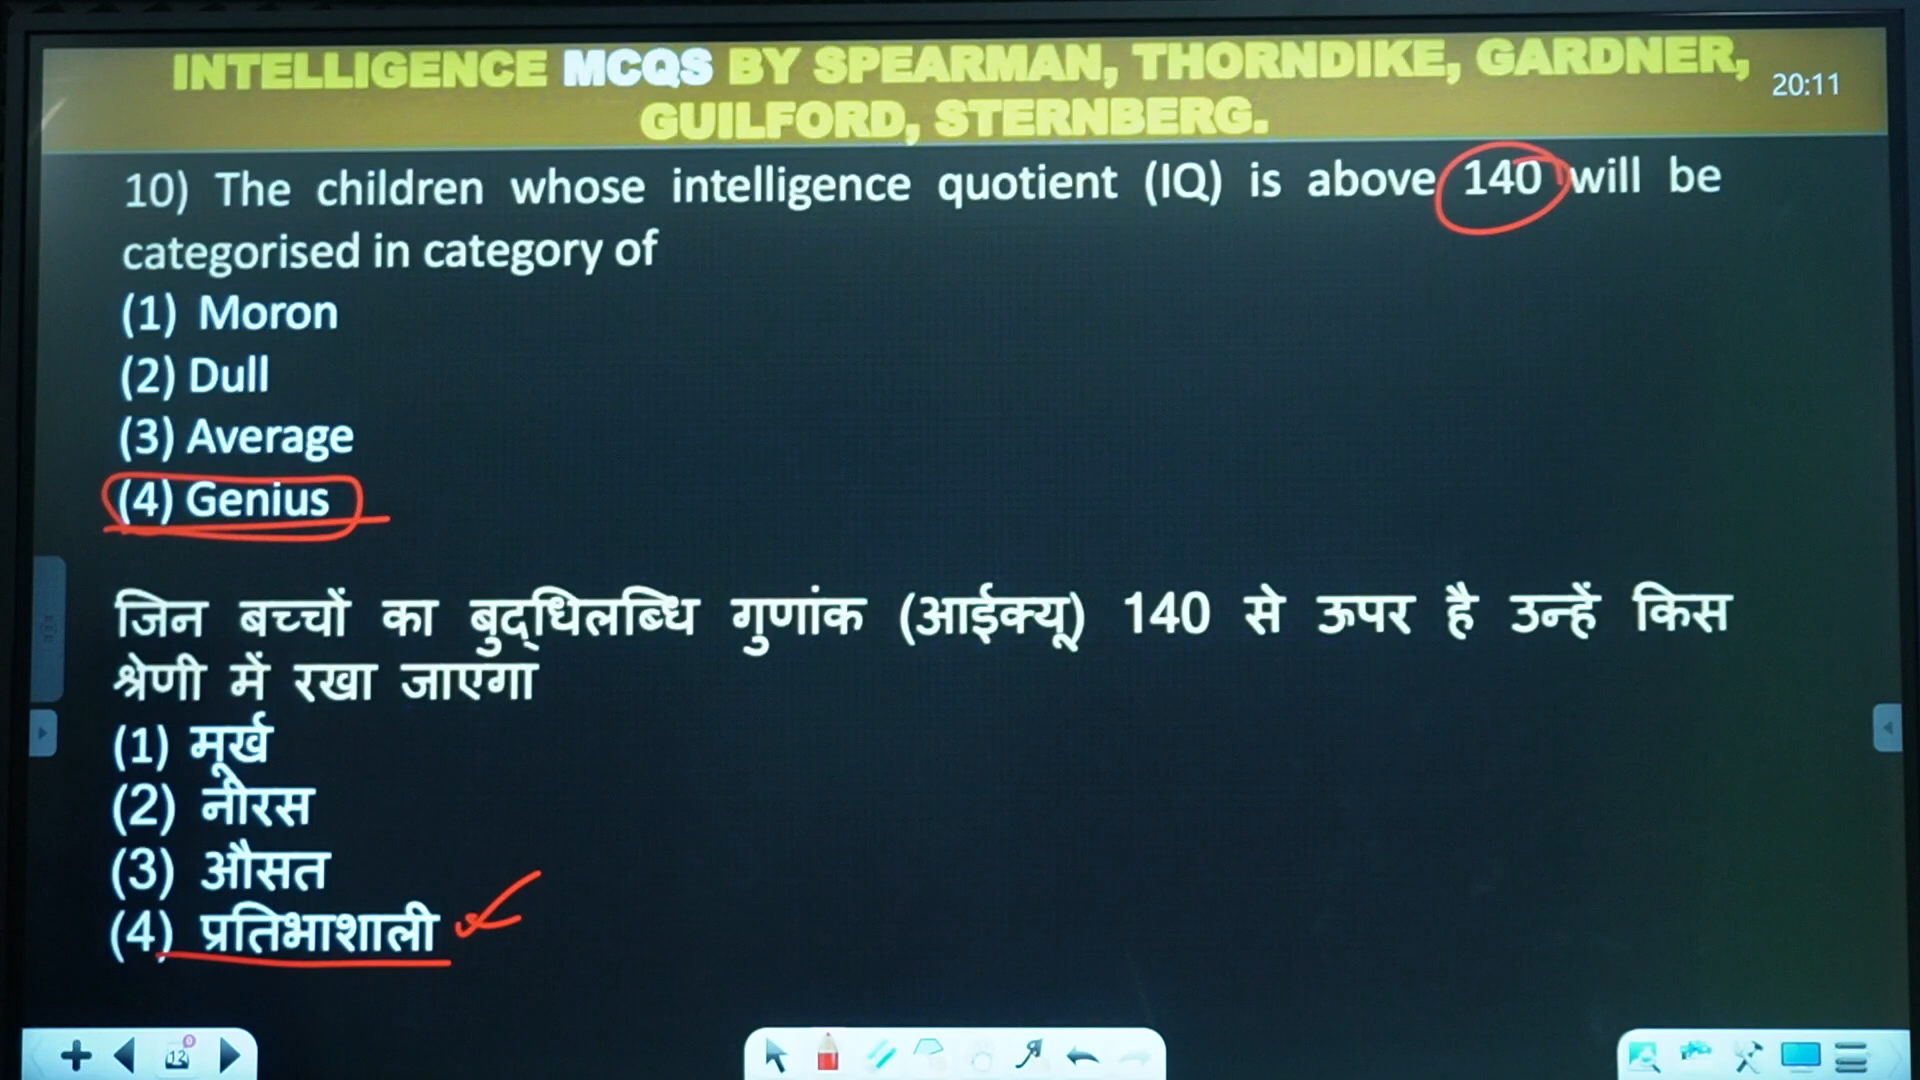 INTELLIGENCE MCQS BY SPEARMAN, THORNDIKE, GARDNER,
GUILFORD, STERNBERG.
20:11
10) The children whose intelligence quotient (IQ) is above 140 will be
categorised in category of
(1) Moron
(2) Dull
(3) Average
(4) Genius
जिन बच्चों का बुद्धिलब्धि गुणांक (आईक्यू) 140 से ऊपर है उन्हें किस
श्रेणी में रखा जाएगा
(1) मूर्ख
(2) नीरस
(3) औसत
(4) प्रतिभाशाली
12